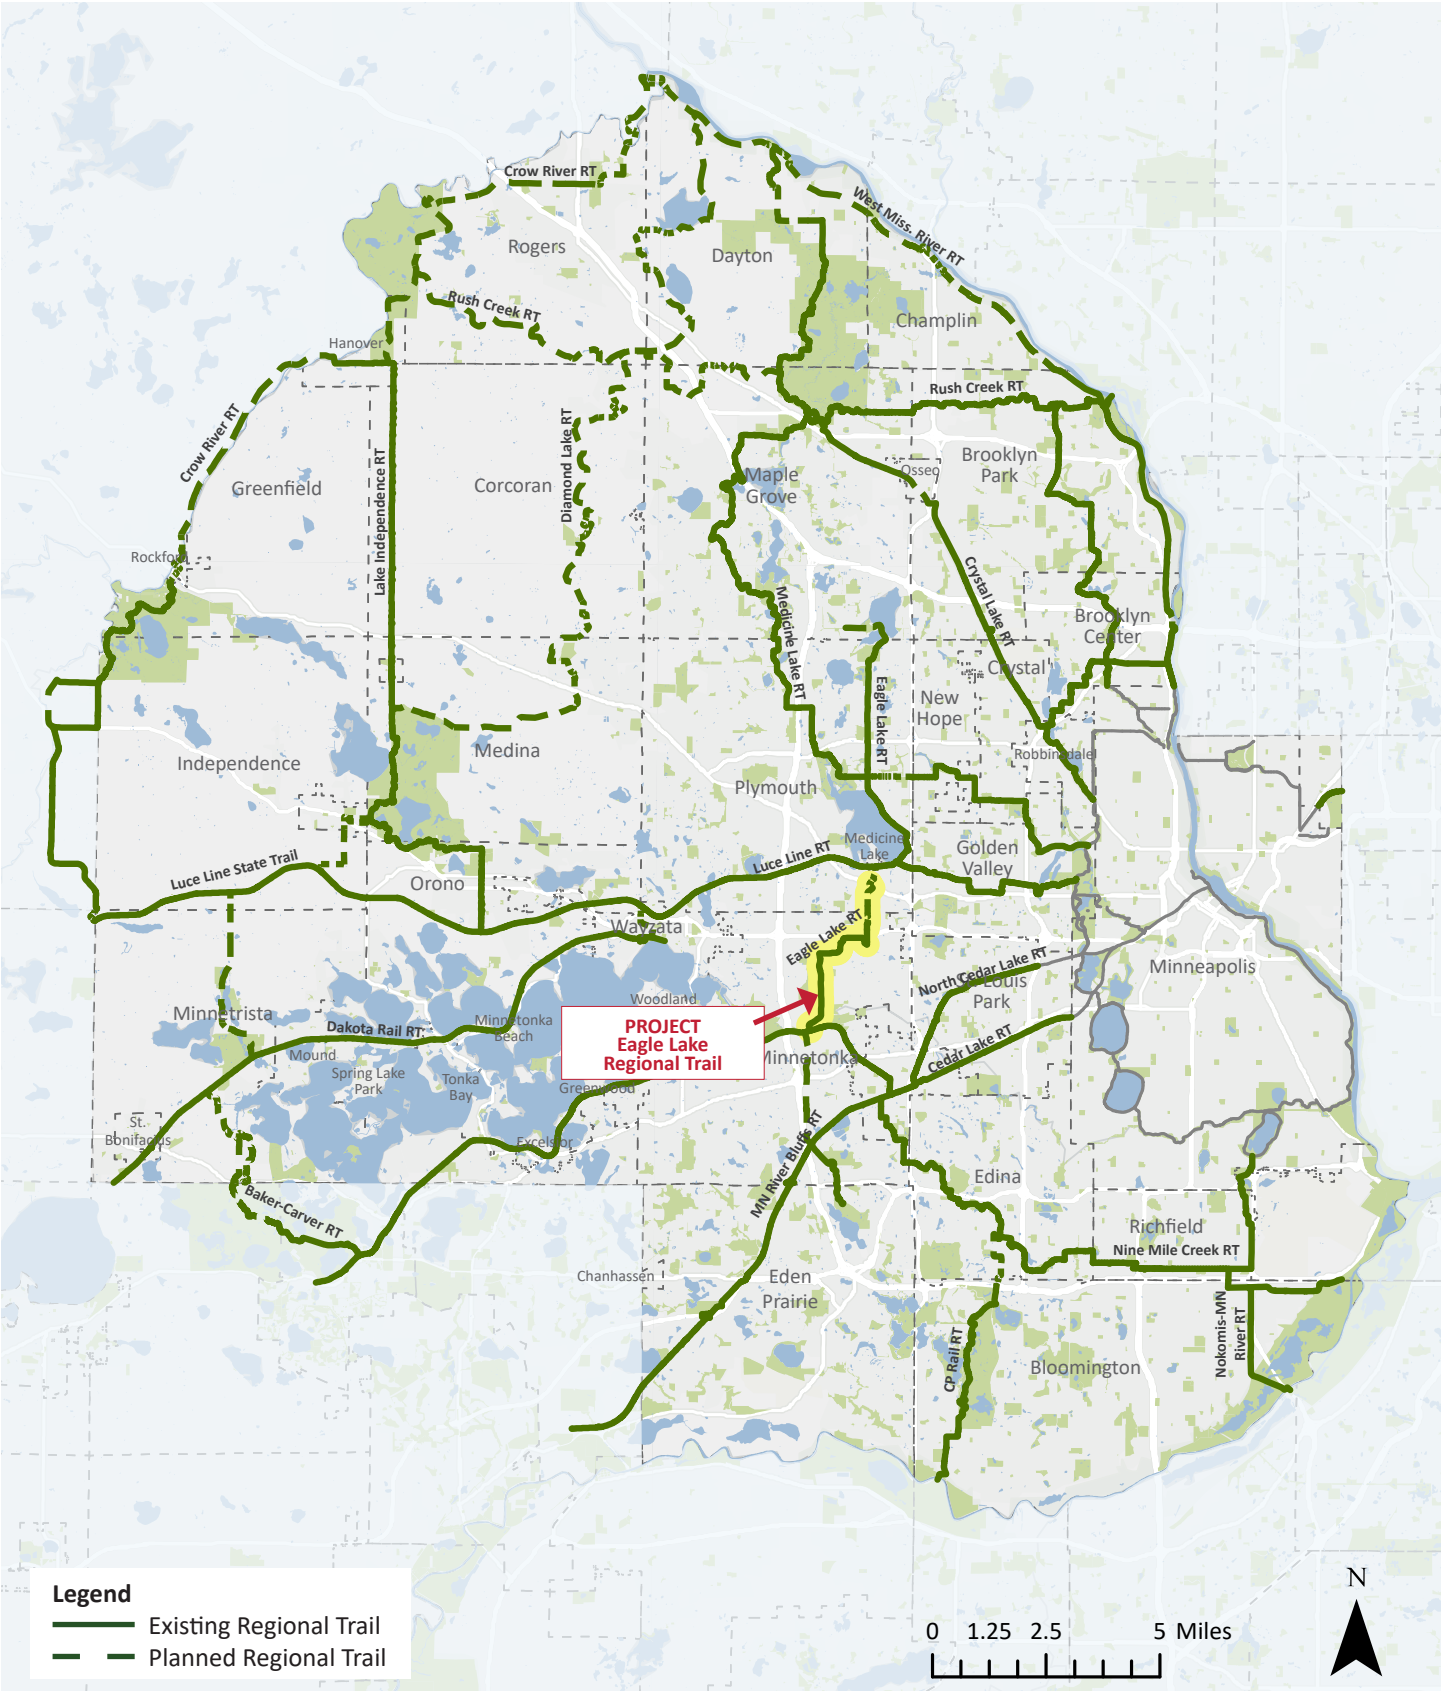 Crow River RT
West Miss. River RT
Rogers
Dayton
Rush Creek RT
Champlin
Hanover
Rush Creek RT
Crow River RT
Diamond Lake RT
Lake Independence RT
Greenfield
Corcoran
Maple
Grove
Osseo
Brooklyn
Park
Crystal Lake RT
Medicine Lake RT
Brooklyn
Center
Crystal
Eagle Lake RT
New
Hope
Robbinsdale
Independence
Medina
Plymouth
Medicine
Lake
Golden
Valley
Luce Line RT
Luce Line State Trail
Orono
Wayzata
Eagle Lake RT
North Cedar Lake RT
Minneapolis
Park
Woodland
Minnetrista
Dakota Rail RT
Minnetonka
Beach
PROJECT
Eagle Lake
Regional Trail
Minnetonka
Cedar Lake RT
Mound
Spring Lake
Park
Tonka
Bay
Greenwood
St.
Bonifacius
Excelsior
MN River Bluffs RT
Edina
Baker-Carver RT
Richfield
Nine Mile Creek RT
Chanhassen
Eden
Prairie
CP Rail RT
Bloomington
Nokomis-MN
River RT
Legend
Existing Regional Trail
Planned Regional Trail
N
0 1.25 2.5 5 Miles